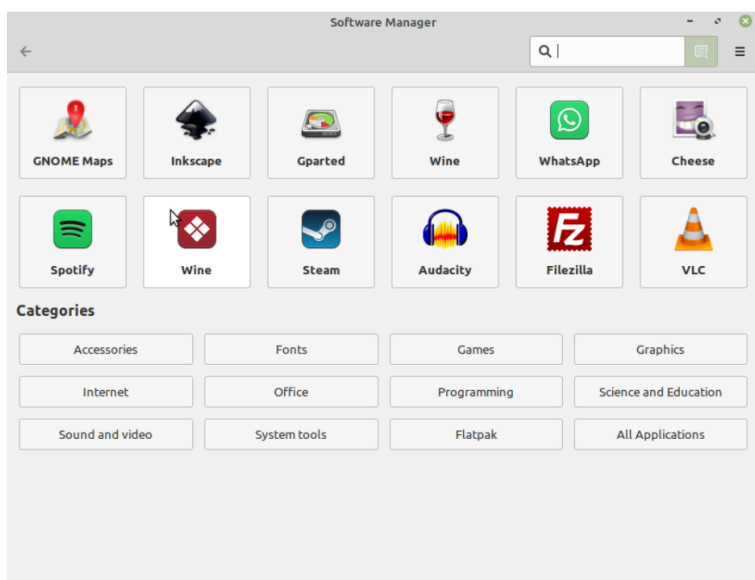 Software Manager
GNOME Maps Inkscape Gparted Wine WhatsApp Cheese
Fz
Spotify Wine Steam Audacity Filezilla VLC
Categories
Accessories Fonts Games Graphics
Internet Office Programming Science and Education
Sound and video System tools Flatpak All Applications